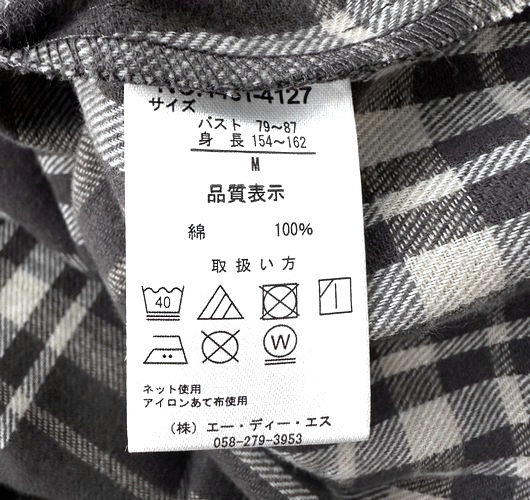 サイズ
バスト 79～87
身 長 154～162
M
品質表示
綿 100%
取扱い方
40
W
ネット使用
アイロンあて布使用
(株) エー・ディー・エス
058-279-3953